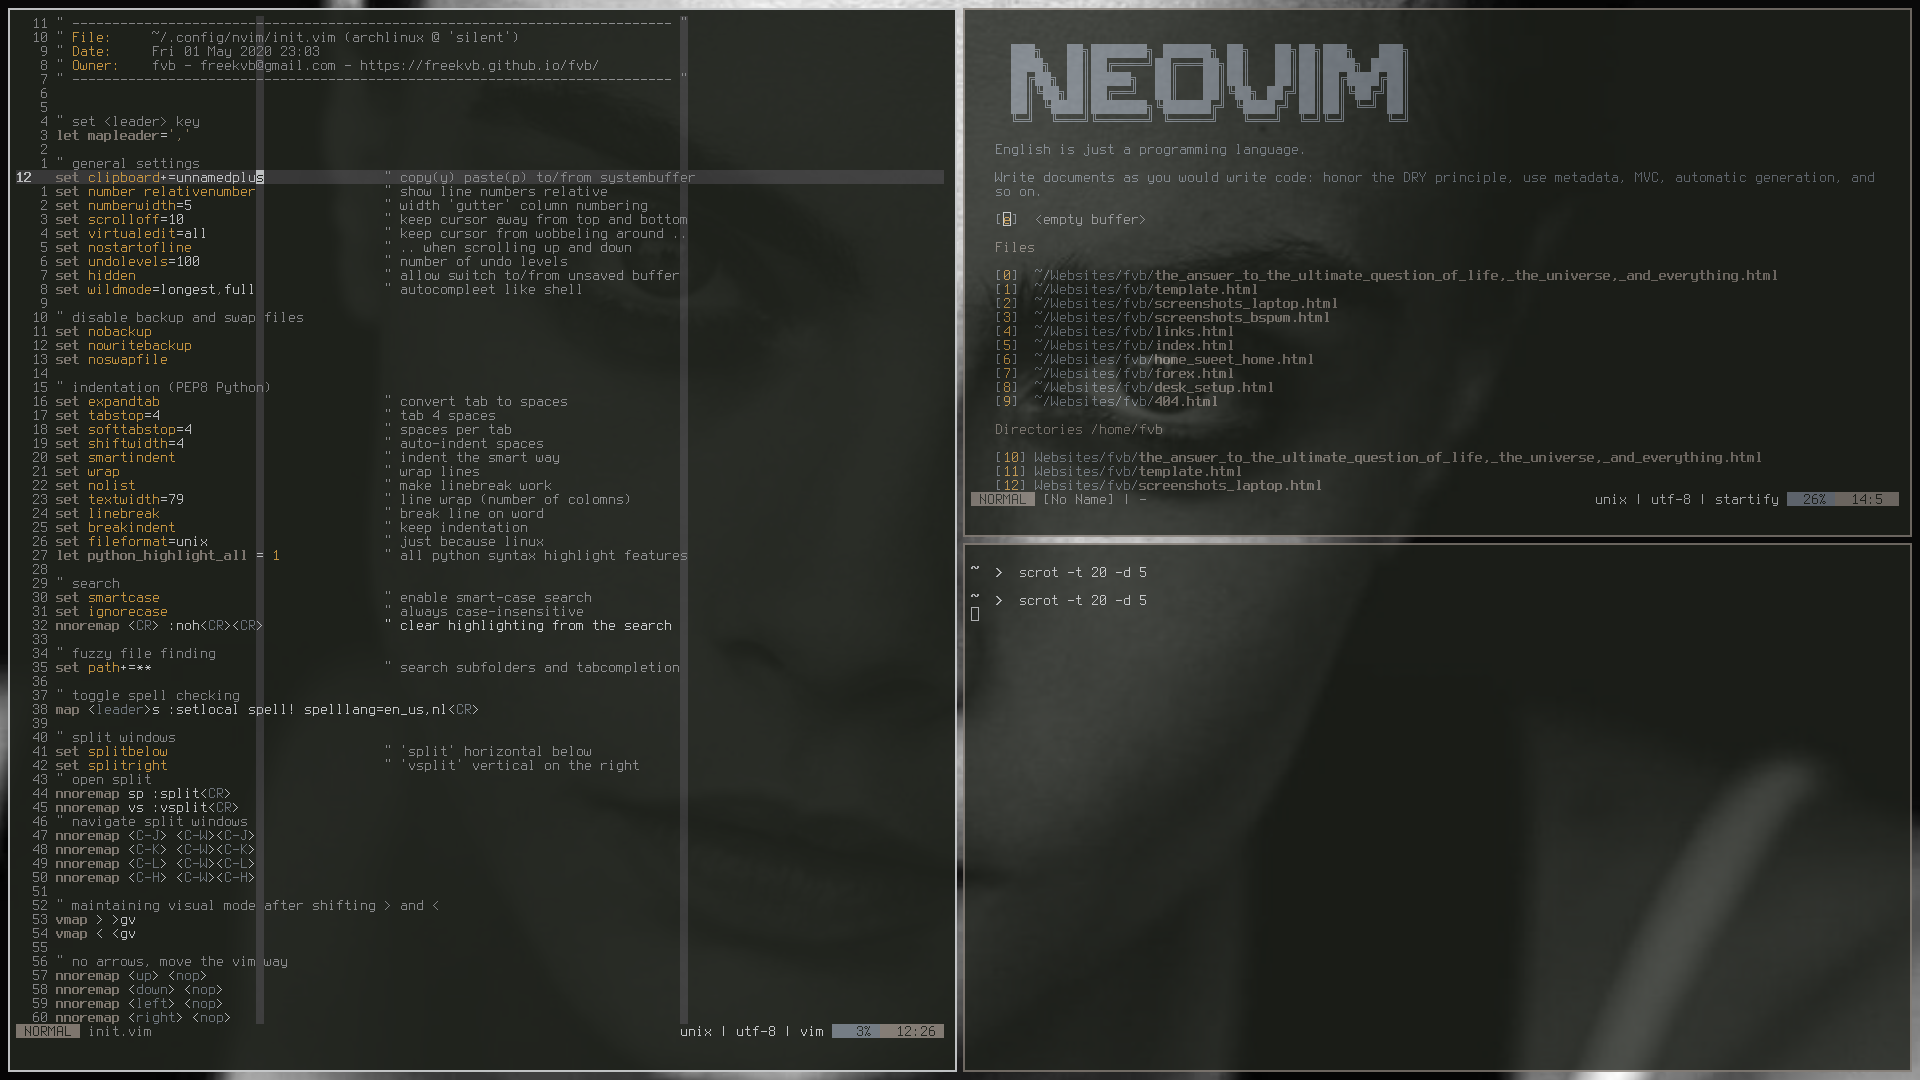 11 " --------------------------------------------------------------------------- "
10 " File:     ~/.config/nvim/init.vim (archlinux @ 'silent')
9 " Date:     Fri 01 May 2020 23:03
8 " Owner:    fvb - freekvb@gmail.com - https://freekvb.github.io/fvb/
7 " --------------------------------------------------------------------------- "
6
5
4 " set <leader> key
3 let mapleader=','
2
1 " general settings
12 set clipboard+=unnamedplus " copy(y) paste(p) to/from systembuffer
1 set number relativenumber " show line numbers relative
2 set numberwidth=5 " width 'gutter' column numbering
3 set scrolloff=10 " keep cursor away from top and bottom
4 set virtualedit=all " keep cursor from wobbeling around ..
5 set nostartofline " .. when scrolling up and down
6 set undolevels=100 " number of undo levels
7 set hidden " allow switch to/from unsaved buffer
8 set wildmode=longest,full " autocompleet like shell
9
10 " disable backup and swap files
11 set nobackup
12 set nowritebackup
13 set noswapfile
14
15 " indentation (PEP8 Python)
16 set expandtab " convert tab to spaces
17 set tabstop=4 " tab 4 spaces
18 set softtabstop=4 " spaces per tab
19 set shiftwidth=4 " auto-indent spaces
20 set smartindent " indent the smart way
21 set wrap " wrap lines
22 set nolist " make linebreak work
23 set textwidth=79 " line wrap (number of colomns)
24 set linebreak " break line on word
25 set breakindent " keep indentation
26 set fileformat=unix " just because linux
27 let python_highlight_all = 1 " all python syntax highlight features
28
29 " search
30 set smartcase " enable smart-case search
31 set ignorecase " always case-insensitive
32 nnoremap <CR> :noh<CR><CR> " clear highlighting from the search
33
34 " fuzzy file finding
35 set path+=** " search subfolders and tabcompletion
36
37 " toggle spell checking
38 map <leader>s :setlocal spell! spelllang=en_us,nl<CR>
39
40 " split windows
41 set splitbelow " 'split' horizontal below
42 set splitright " 'vsplit' vertical on the right
43 " open split
44 nnoremap sp :split<CR>
45 nnoremap vs :vsplit<CR>
46 " navigate split windows
47 nnoremap <C-J> <C-W><C-J>
48 nnoremap <C-K> <C-W><C-K>
49 nnoremap <C-L> <C-W><C-L>
50 nnoremap <C-H> <C-W><C-H>
51
52 " maintaining visual mode after shifting > and <
53 vmap > >gv
54 vmap < <gv
55
56 " no arrows, move the vim way
57 nnoremap <up> <nop>
58 nnoremap <down> <nop>
59 nnoremap <left> <nop>
60 nnoremap <right> <nop>
NORMAL init.vim unix | utf-8 | vim 3% 12:26
NEOVIM
English is just a programming language.
Write documents as you would write code: honor the DRY principle, use metadata, MVC, automatic generation, and
so on.
[e] <empty buffer>
Files
[0] ~/Websites/fvb/the_answer_to_the_ultimate_question_of_life,_the_universe,_and_everything.html
[1] ~/Websites/fvb/template.html
[2] ~/Websites/fvb/screenshots_laptop.html
[3] ~/Websites/fvb/screenshots_bspwm.html
[4] ~/Websites/fvb/links.html
[5] ~/Websites/fvb/index.html
[6] ~/Websites/fvb/home_sweet_home.html
[7] ~/Websites/fvb/forex.html
[8] ~/Websites/fvb/desk_setup.html
[9] ~/Websites/fvb/404.html
Directories /home/fvb
[10] Websites/fvb/the_answer_to_the_ultimate_question_of_life,_the_universe,_and_everything.html
[11] Websites/fvb/template.html
[12] Websites/fvb/screenshots_laptop.html
NORMAL [No Name] | - unix | utf-8 | startify 26% 14:5
~ > scrot -t 20 -d 5
~ > scrot -t 20 -d 5